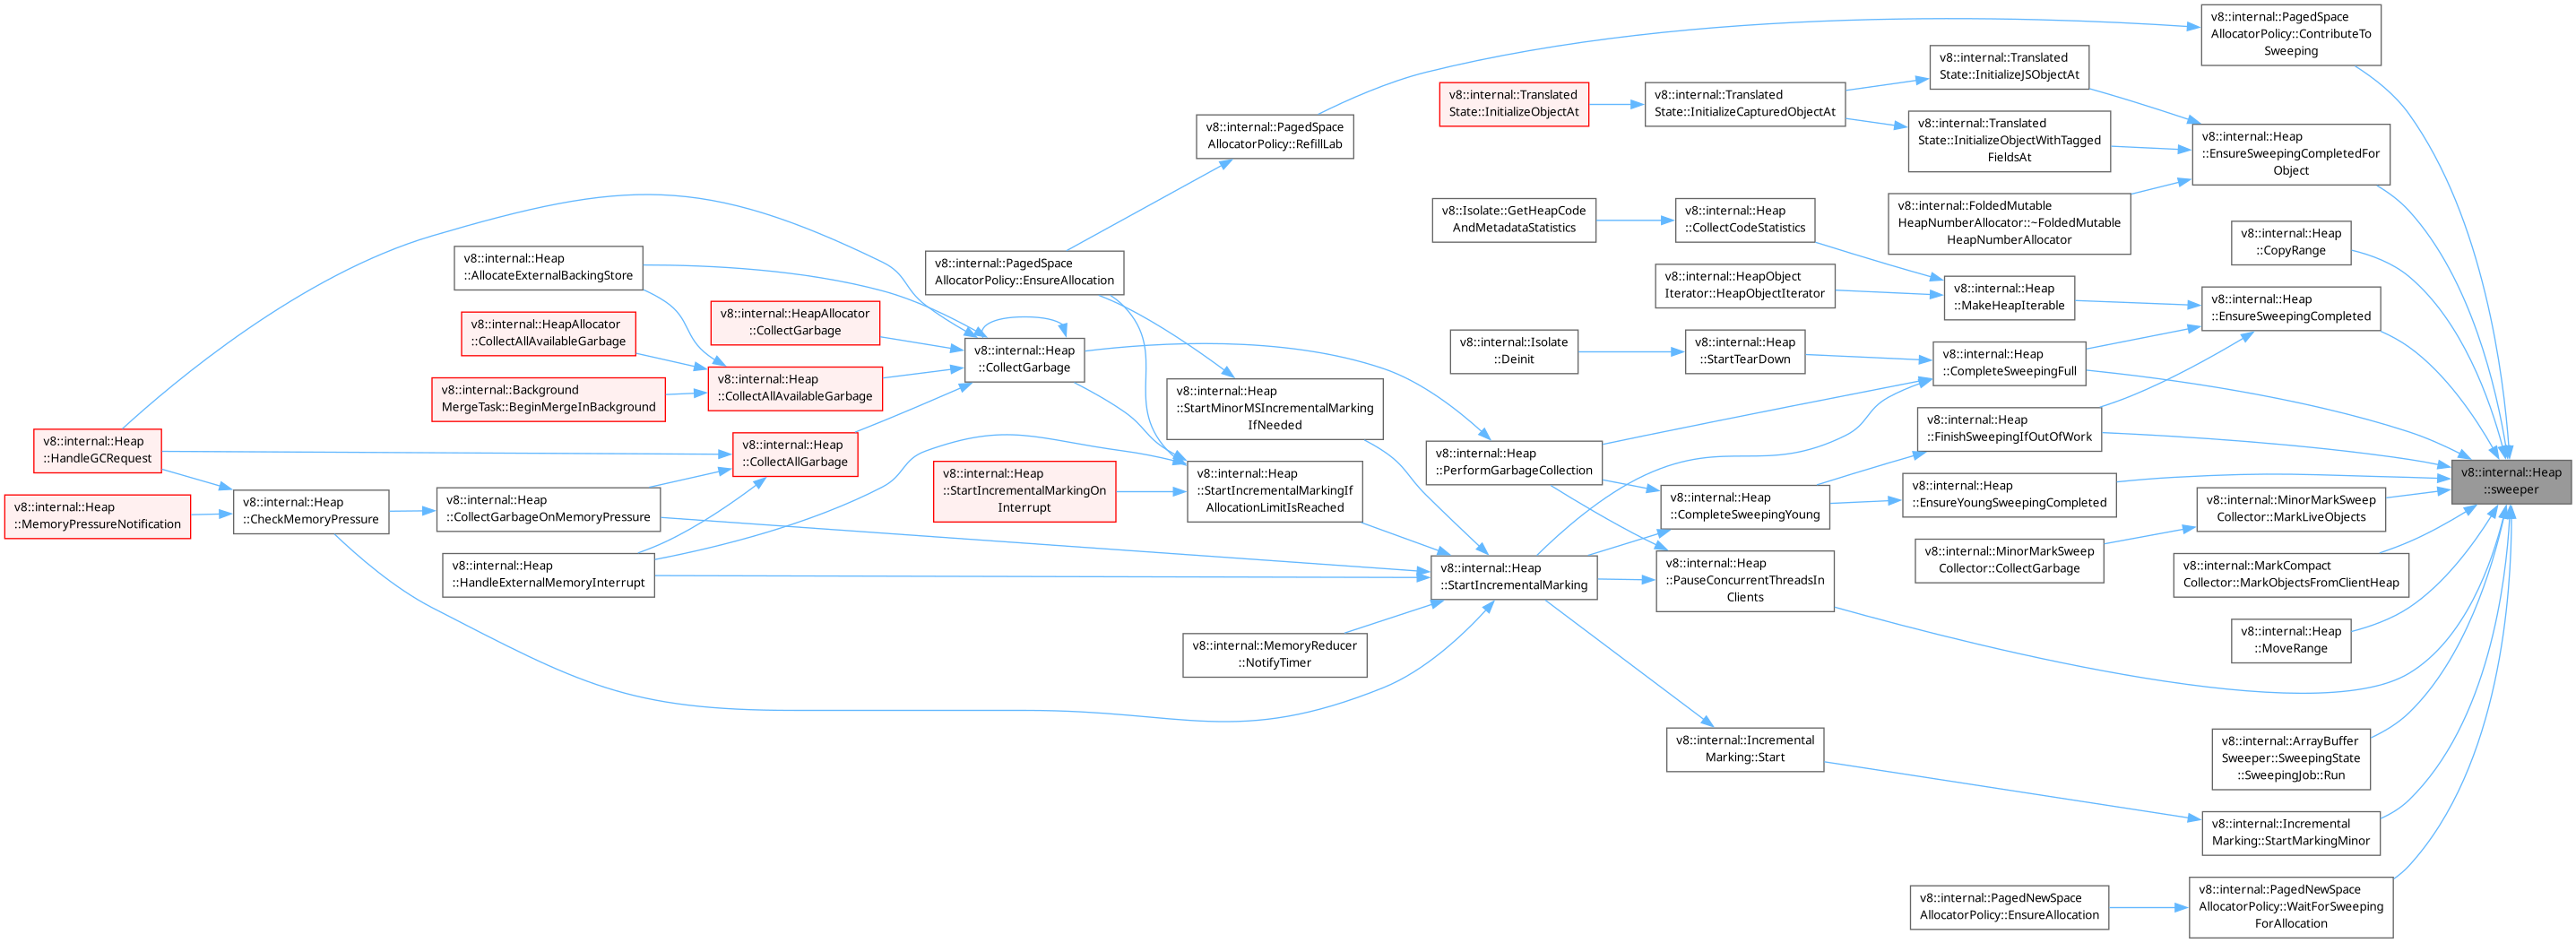 v8::internal::Heap
::sweeper
v8::internal::PagedSpace
AllocatorPolicy::ContributeTo
Sweeping
v8::internal::PagedSpace
AllocatorPolicy::RefillLab
v8::internal::PagedSpace
AllocatorPolicy::EnsureAllocation
v8::internal::Heap
::EnsureSweepingCompletedFor
Object
v8::internal::Translated
State::InitializeJSObjectAt
v8::internal::Translated
State::InitializeCapturedObjectAt
v8::internal::Translated
State::InitializeObjectAt
v8::internal::Translated
State::InitializeObjectWithTagged
FieldsAt
v8::internal::FoldedMutable
HeapNumberAllocator::~FoldedMutable
HeapNumberAllocator
v8::internal::Heap
::CopyRange
v8::internal::Heap
::EnsureSweepingCompleted
v8::internal::Heap
::MakeHeapIterable
v8::internal::Heap
::CollectCodeStatistics
v8::Isolate::GetHeapCode
AndMetadataStatistics
v8::internal::HeapObject
Iterator::HeapObjectIterator
v8::internal::Heap
::CompleteSweepingFull
v8::internal::Heap
::StartTearDown
v8::internal::Isolate
::Deinit
v8::internal::Heap
::PerformGarbageCollection
v8::internal::Heap
::CollectGarbage
v8::internal::Heap
::AllocateExternalBackingStore
v8::internal::HeapAllocator
::CollectGarbage
v8::internal::Heap
::CollectAllAvailableGarbage
v8::internal::HeapAllocator
::CollectAllAvailableGarbage
v8::internal::Background
MergeTask::BeginMergeInBackground
v8::internal::Heap
::CollectAllGarbage
v8::internal::Heap
::HandleGCRequest
v8::internal::Heap
::CollectGarbageOnMemoryPressure
v8::internal::Heap
::CheckMemoryPressure
v8::internal::Heap
::MemoryPressureNotification
v8::internal::Heap
::HandleExternalMemoryInterrupt
v8::internal::Heap
::StartMinorMSIncrementalMarking
IfNeeded
v8::internal::Heap
::StartIncrementalMarkingIf
AllocationLimitIsReached
v8::internal::Heap
::StartIncrementalMarkingOn
Interrupt
v8::internal::Heap
::StartIncrementalMarking
v8::internal::MemoryReducer
::NotifyTimer
v8::internal::Heap
::FinishSweepingIfOutOfWork
v8::internal::Heap
::CompleteSweepingYoung
v8::internal::Heap
::EnsureYoungSweepingCompleted
v8::internal::MinorMarkSweep
Collector::MarkLiveObjects
v8::internal::MinorMarkSweep
Collector::CollectGarbage
v8::internal::MarkCompact
Collector::MarkObjectsFromClientHeap
v8::internal::Heap
::MoveRange
v8::internal::Heap
::PauseConcurrentThreadsIn
Clients
v8::internal::ArrayBuffer
Sweeper::SweepingState
::SweepingJob::Run
v8::internal::Incremental
Marking::StartMarkingMinor
v8::internal::Incremental
Marking::Start
v8::internal::PagedNewSpace
AllocatorPolicy::WaitForSweeping
ForAllocation
v8::internal::PagedNewSpace
AllocatorPolicy::EnsureAllocation